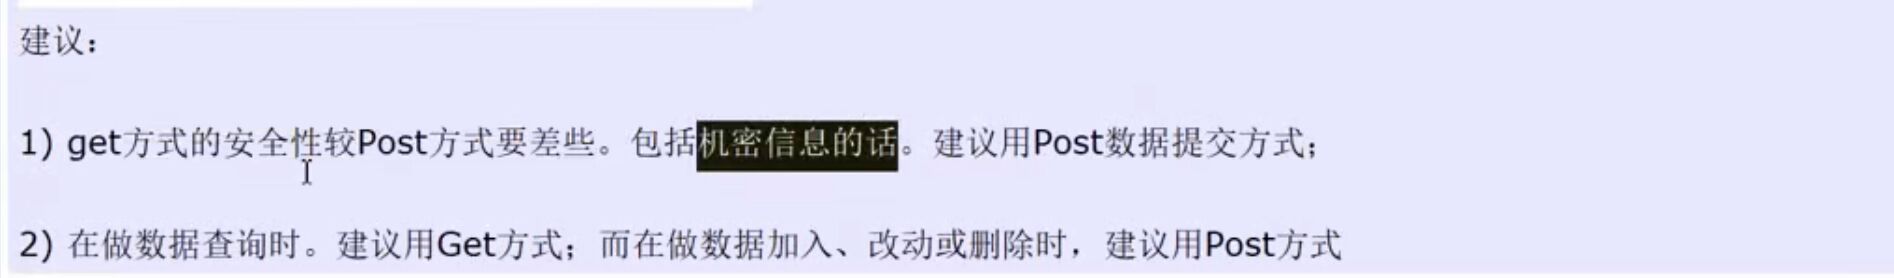 建议：
1) get方式的安全性较Post方式要差些。包括机密信息的话。建议用Post数据提交方式；
2) 在做数据查询时。建议用Get方式；而在做数据加入、改动或删除时，建议用Post方式